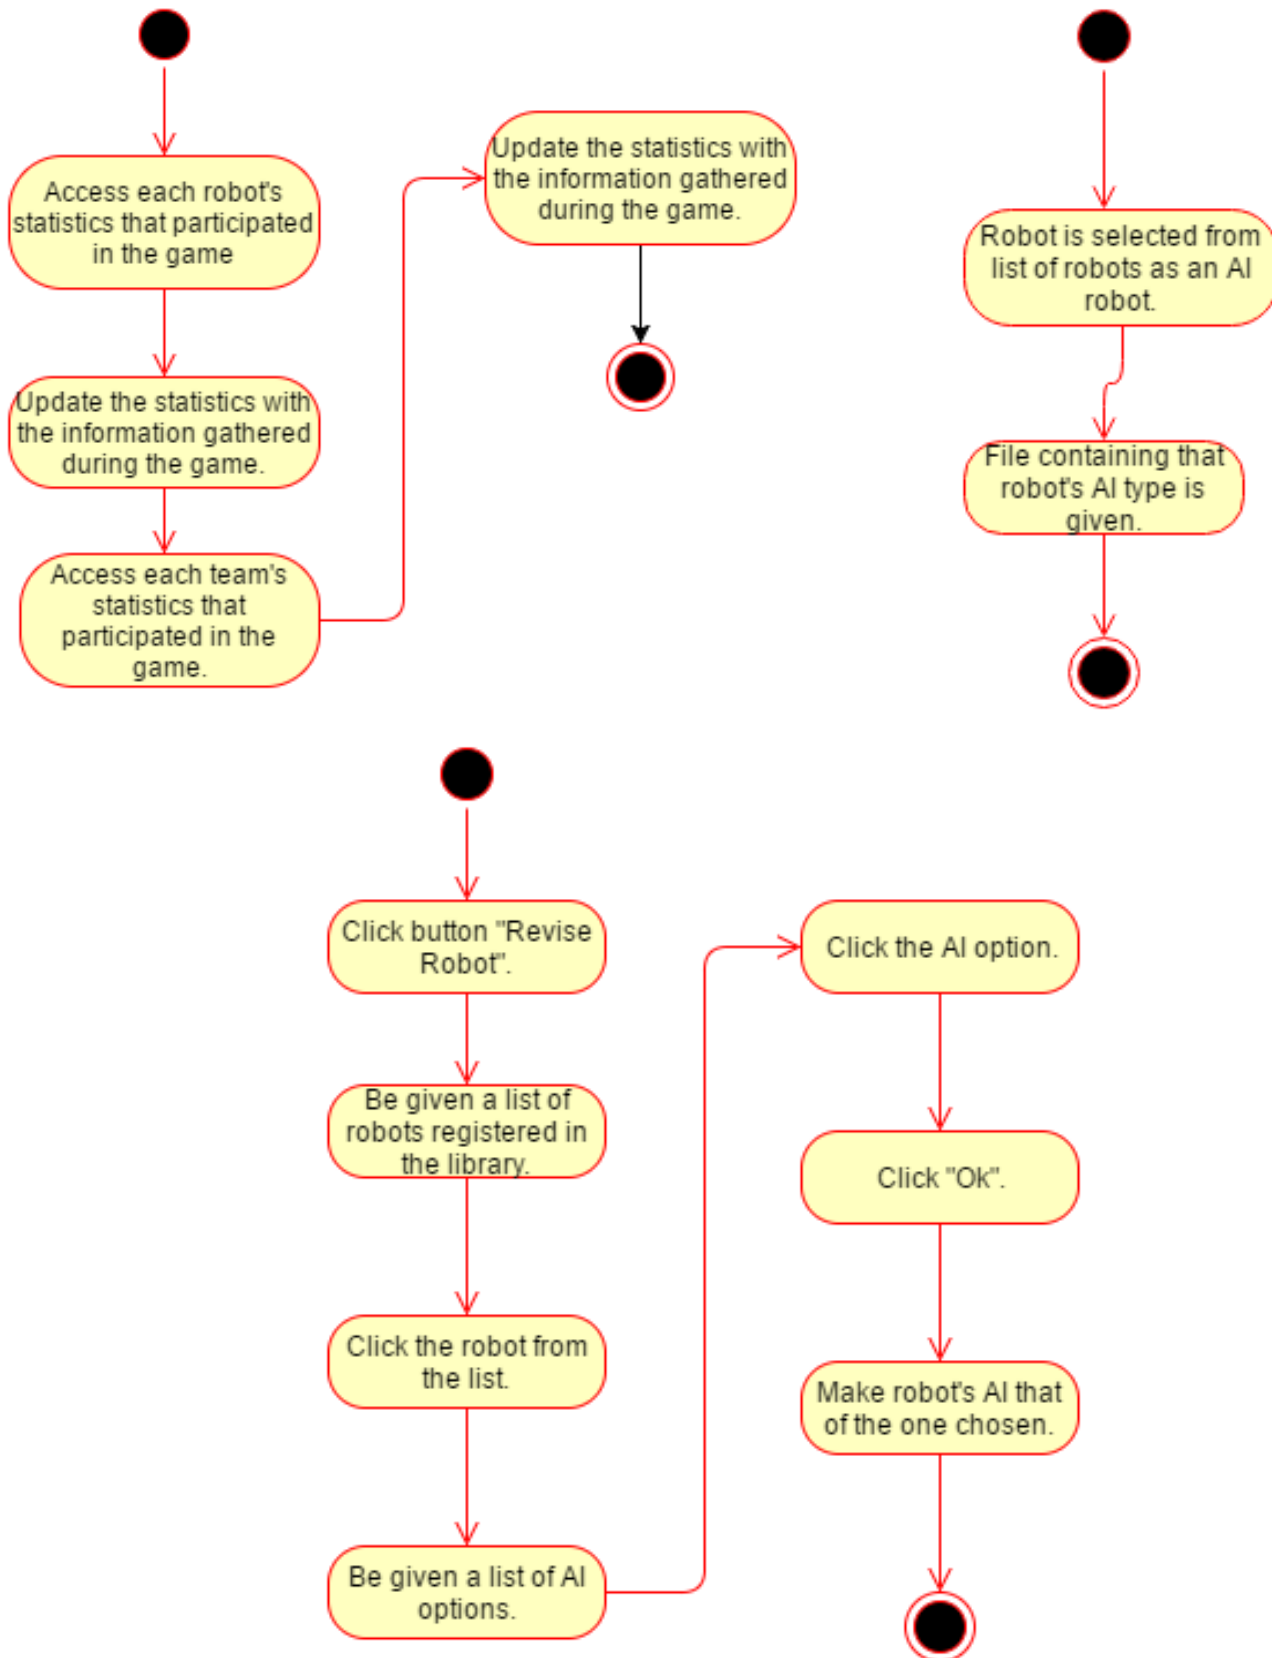 Access each robot's
statistics that participated
in the game
Update the statistics with
the information gathered
during the game.
Access each team's
statistics that
participated in the
game.
Update the statistics with
the information gathered
during the game.
Robot is selected from
list of robots as an AI
robot.
File containing that
robot's AI type is
given.
Click button "Revise
Robot".
Be given a list of
robots registered in
the library.
Click the robot from
the list.
Be given a list of AI
options.
Click the AI option.
Click "Ok".
Make robot's AI that
of the one chosen.